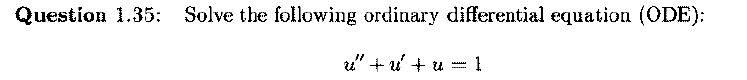 Question 1.35: Solve the following ordinary differential equation (ODE):
u'' + u' + u = 1